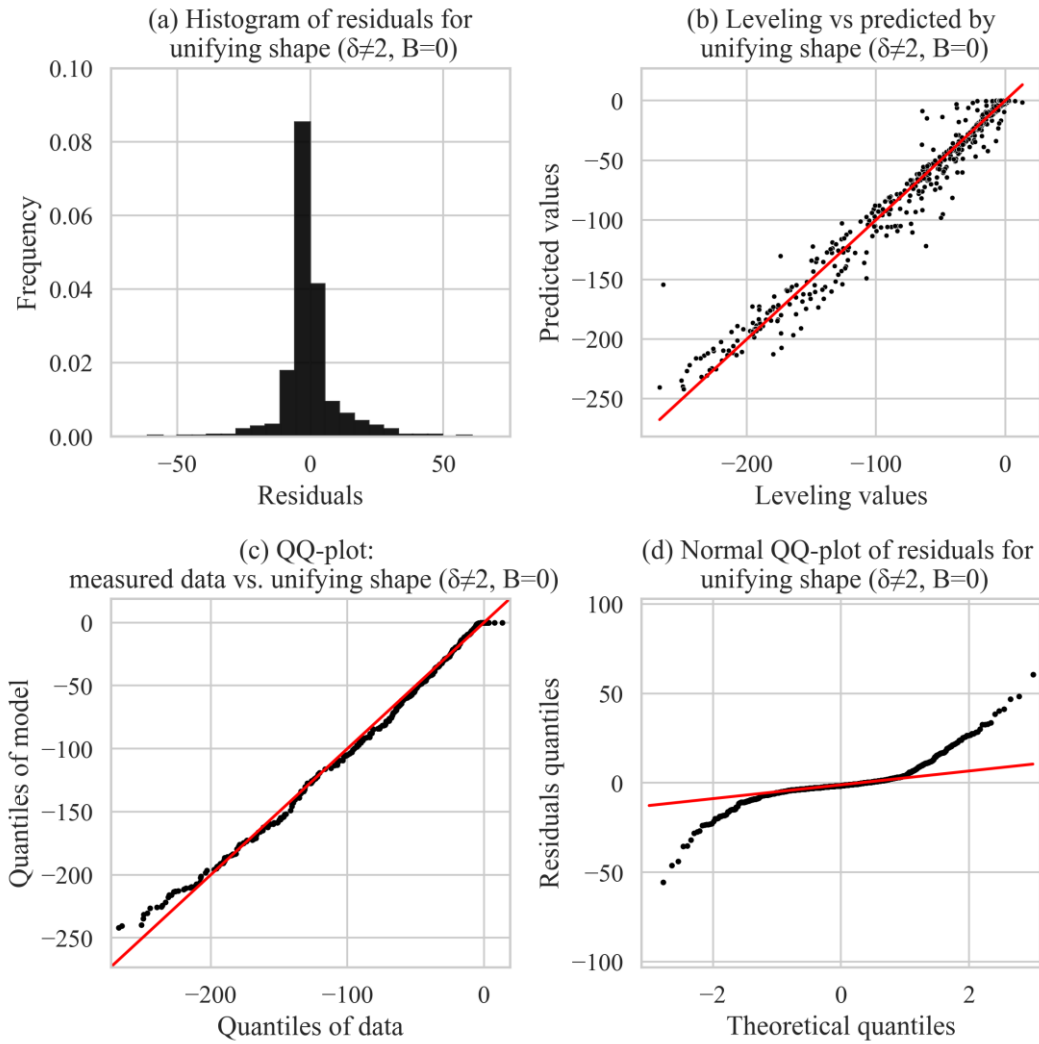 (a) Histogram of residuals for
unifying shape (δ≠2, B=0)
0.10
0.08
0.06
0.04
0.02
0.00
Frequency
−50
0
50
Residuals
(b) Leveling vs predicted by
unifying shape (δ≠2, B=0)
0
−50
−100
−150
−200
−250
Predicted values
−200
−100
0
Leveling values
(c) QQ-plot:
measured data vs. unifying shape (δ≠2, B=0)
0
−50
−100
−150
−200
−250
Quantiles of model
−200
−100
0
Quantiles of data
(d) Normal QQ-plot of residuals for
unifying shape (δ≠2, B=0)
100
50
0
−50
−100
Residuals quantiles
−2
0
2
Theoretical quantiles